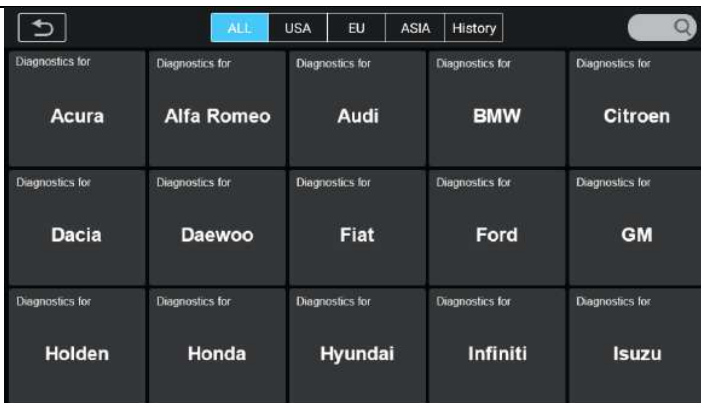 ALL USA EU ASIA History
Diagnostics for Diagnostics for Diagnostics for Diagnostics for Diagnostics for
Acura Alfa Romeo Audi BMW Citroen
Diagnostics for Diagnostics for Diagnostics for Diagnostics for Diagnostics for
Dacia Daewoo Fiat Ford GM
Diagnostics for Diagnostics for Diagnostics for Diagnostics for Diagnostics for
Holden Honda Hyundai Infiniti Isuzu